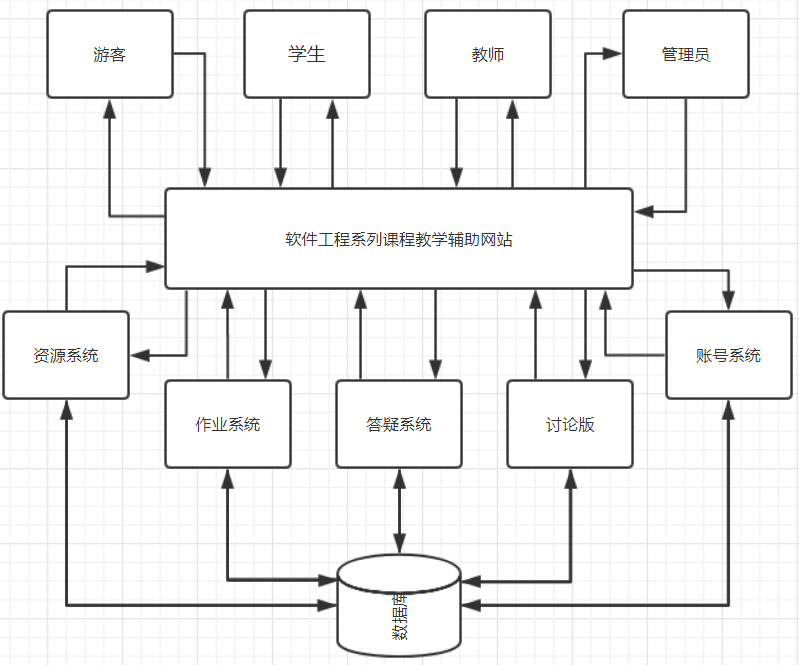 游客
学生
教师
管理员
软件工程系列课程教学辅助网站
资源系统
账号系统
作业系统
答疑系统
讨论版
数据库